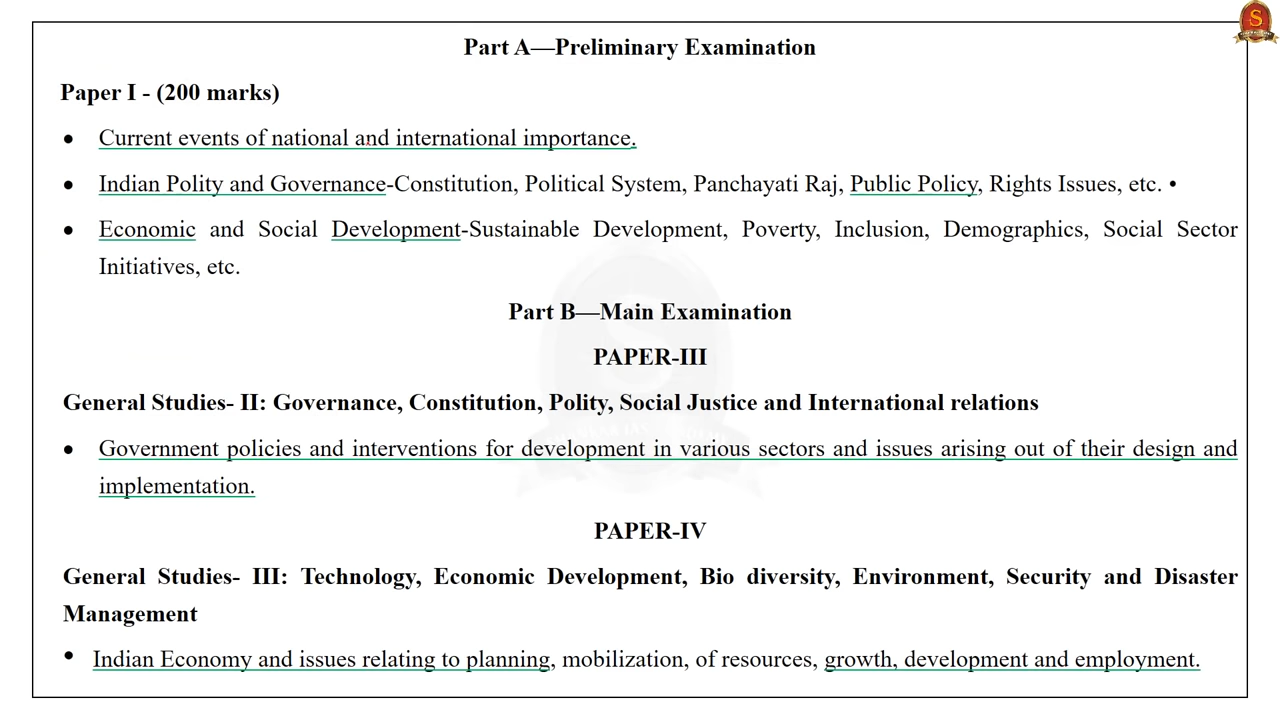 Part A—Preliminary Examination
Paper I - (200 marks)
● Current events of national and international importance.
● Indian Polity and Governance-Constitution, Political System, Panchayati Raj, Public Policy, Rights Issues, etc. •
● Economic and Social Development-Sustainable Development, Poverty, Inclusion, Demographics, Social Sector
Initiatives, etc.
Part B—Main Examination
PAPER-III
General Studies- II: Governance, Constitution, Polity, Social Justice and International relations
● Government policies and interventions for development in various sectors and issues arising out of their design and
implementation.
PAPER-IV
General Studies- III: Technology, Economic Development, Bio diversity, Environment, Security and Disaster
Management
● Indian Economy and issues relating to planning, mobilization, of resources, growth, development and employment.